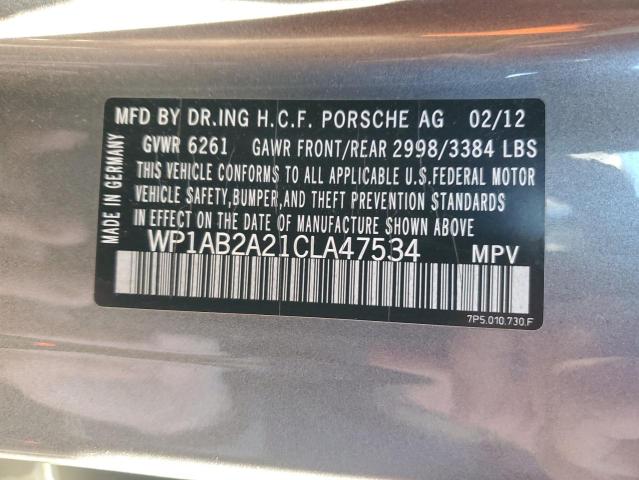 MFD BY DR.ING H.C.F. PORSCHE AG 02/12
GVWR 6261 GAWR FRONT/REAR 2998/3384 LBS
THIS VEHICLE CONFORMS TO ALL APPLICABLE U.S.FEDERAL MOTOR
VEHICLE SAFETY,BUMPER,AND THEFT PREVENTION STANDARDS
IN EFFECT ON THE DATE OF MANUFACTURE SHOWN ABOVE
WP1AB2A21CLA47534 MPV
7P5.010.730.F
MADE IN GERMANY